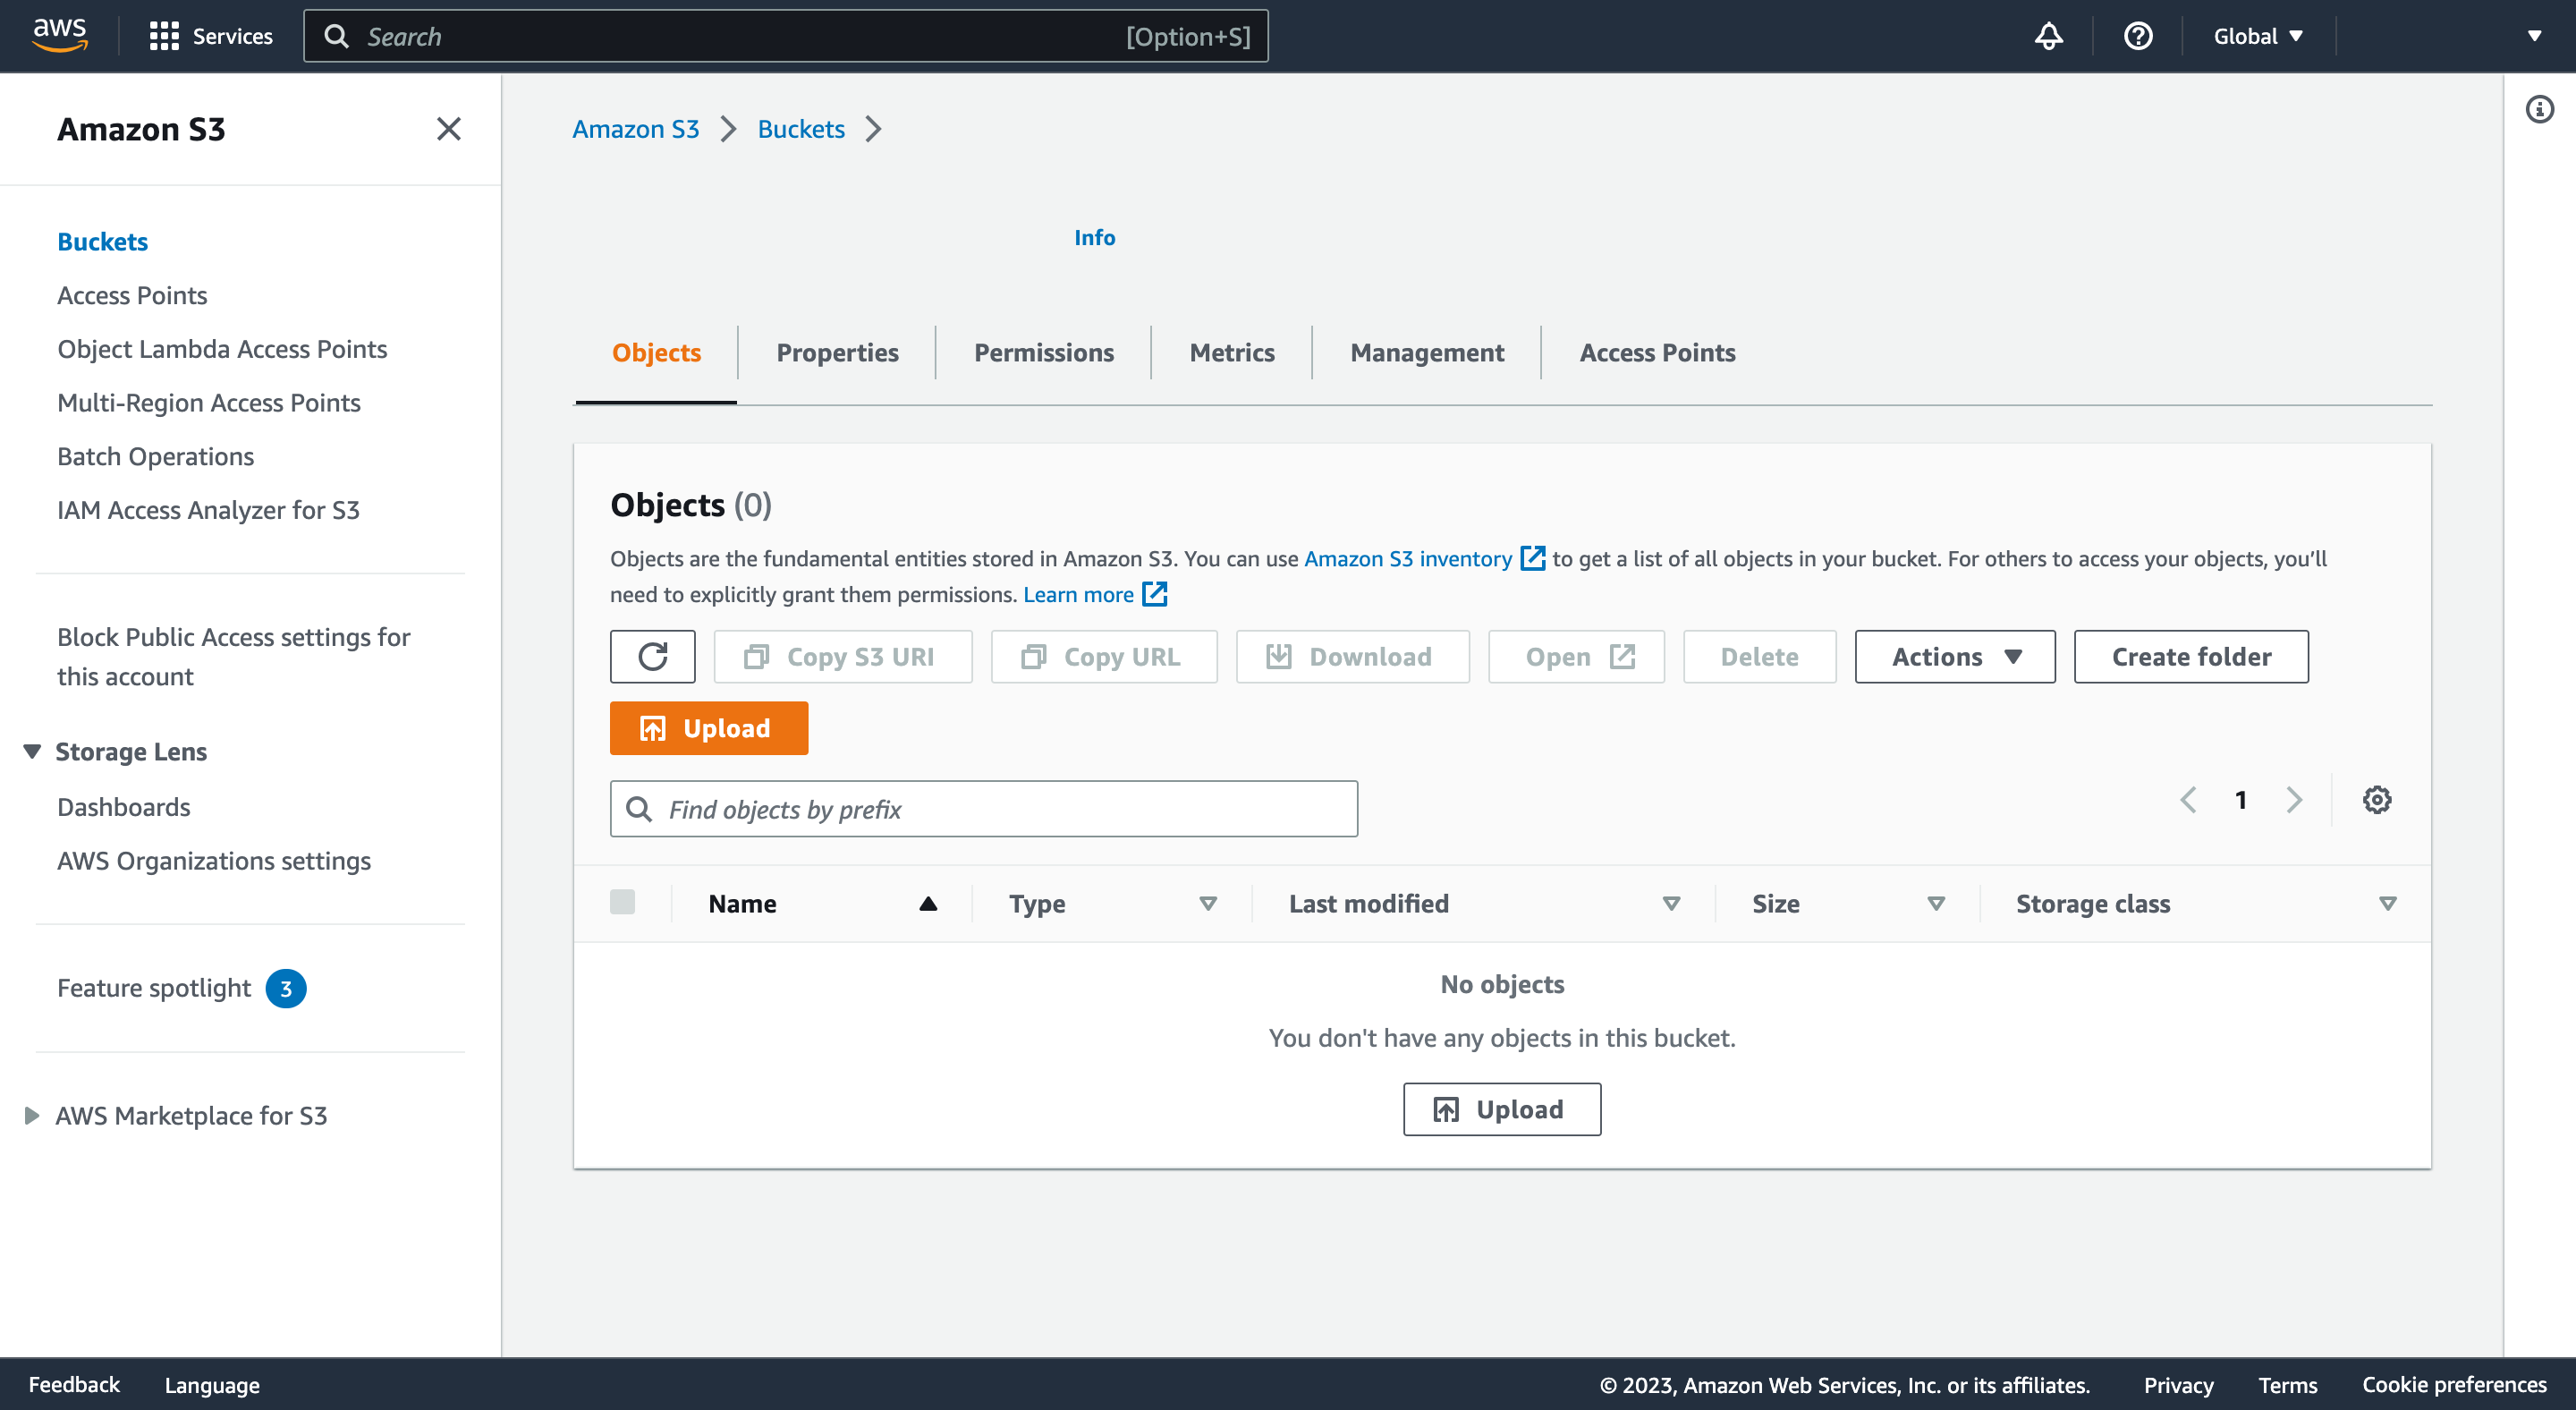 aws
Services
Search
[Option+S]
Global
Amazon S3
Buckets
Access Points
Object Lambda Access Points
Multi-Region Access Points
Batch Operations
IAM Access Analyzer for S3
Block Public Access settings for
this account
Storage Lens
Dashboards
AWS Organizations settings
Feature spotlight 3
AWS Marketplace for S3
Amazon S3 Buckets
Info
Objects Properties Permissions Metrics Management Access Points
Objects (0)
Objects are the fundamental entities stored in Amazon S3. You can use Amazon S3 inventory to get a list of all objects in your bucket. For others to access your objects, you’ll
need to explicitly grant them permissions. Learn more
Copy S3 URI Copy URL Download Open Delete Actions Create folder
Upload
Find objects by prefix
1
Name Type Last modified Size Storage class
No objects
You don't have any objects in this bucket.
Upload
Feedback Language © 2023, Amazon Web Services, Inc. or its affiliates. Privacy Terms Cookie preferences